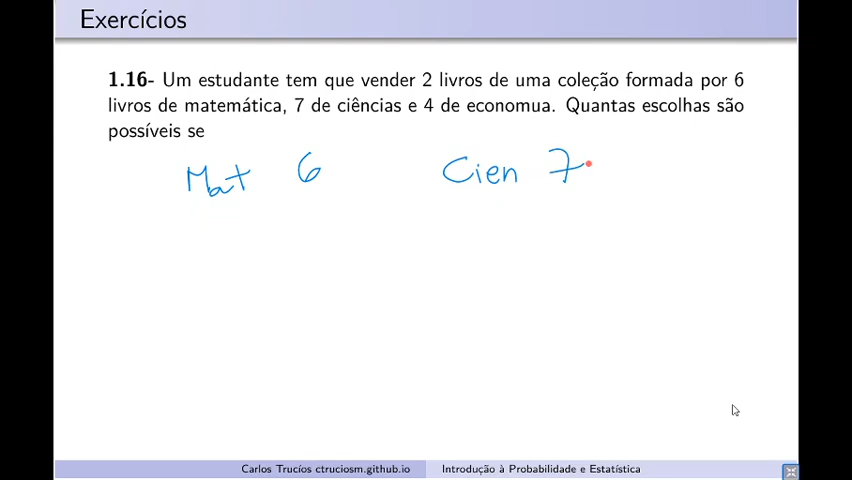 Exercícios
1.16- Um estudante tem que vender 2 livros de uma coleção formada por 6
livros de matemática, 7 de ciências e 4 de economua. Quantas escolhas são
possíveis se
Mat 6 Cien 7
Carlos Trucíos ctruciosm.github.io Introdução à Probabilidade e Estatística